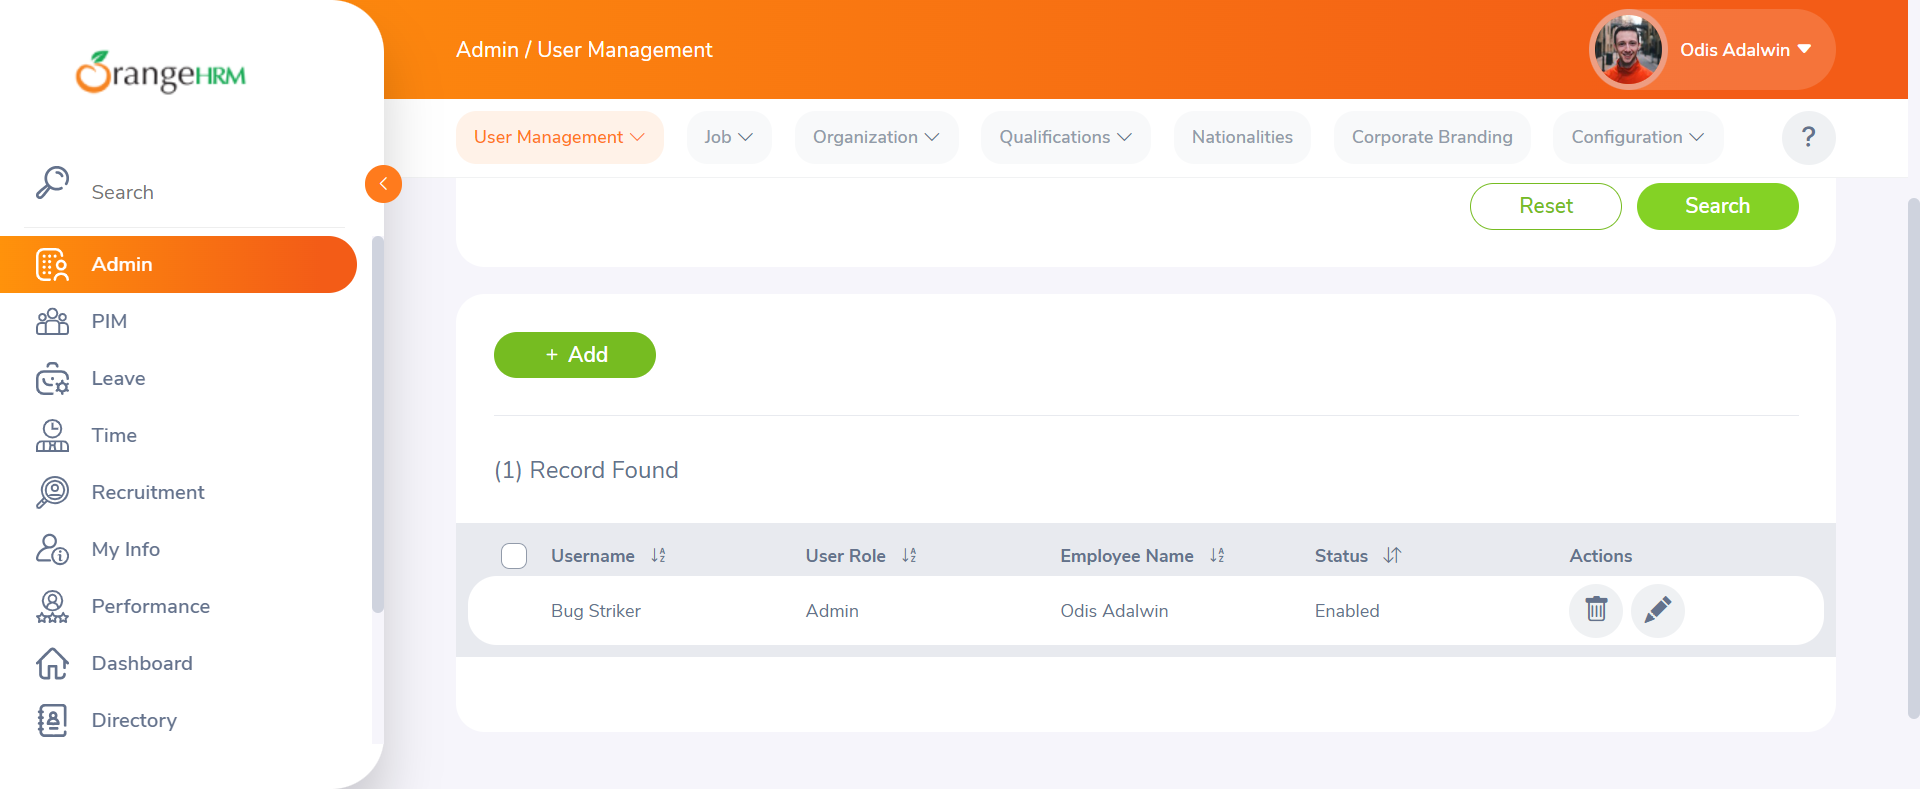 OrangeHRM
Admin / User Management
Odis Adalwin
User Management
Job
Organization
Qualifications
Nationalities
Corporate Branding
Configuration
?
Search
Admin
PIM
Leave
Time
Recruitment
My Info
Performance
Dashboard
Directory
Reset
Search
+ Add
(1) Record Found
Username User Role Employee Name Status Actions
Bug Striker Admin Odis Adalwin Enabled